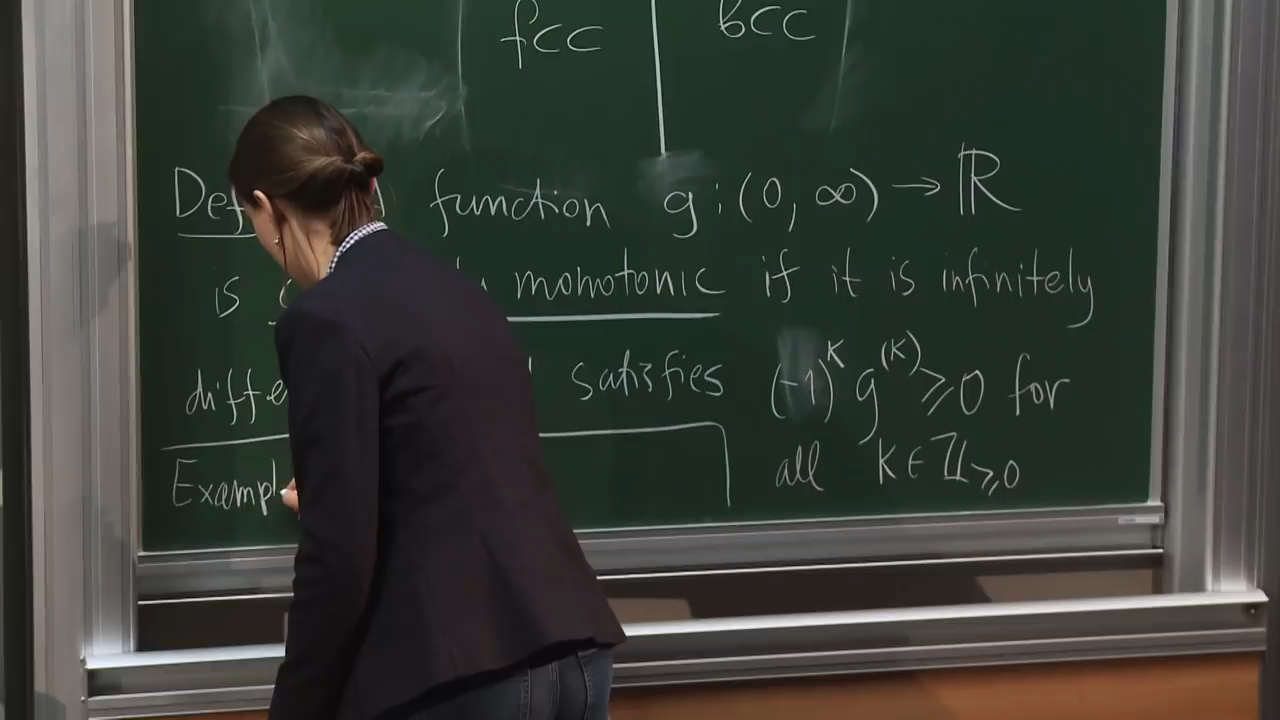 fcc bcc
Def A function g : (0, ∞) → ℝ
is monotonic if it is infinitely
diffe satisfies (-1)^k g^(k) ⩾ 0 for
all k ∈ ℤ⩾0
Exampl